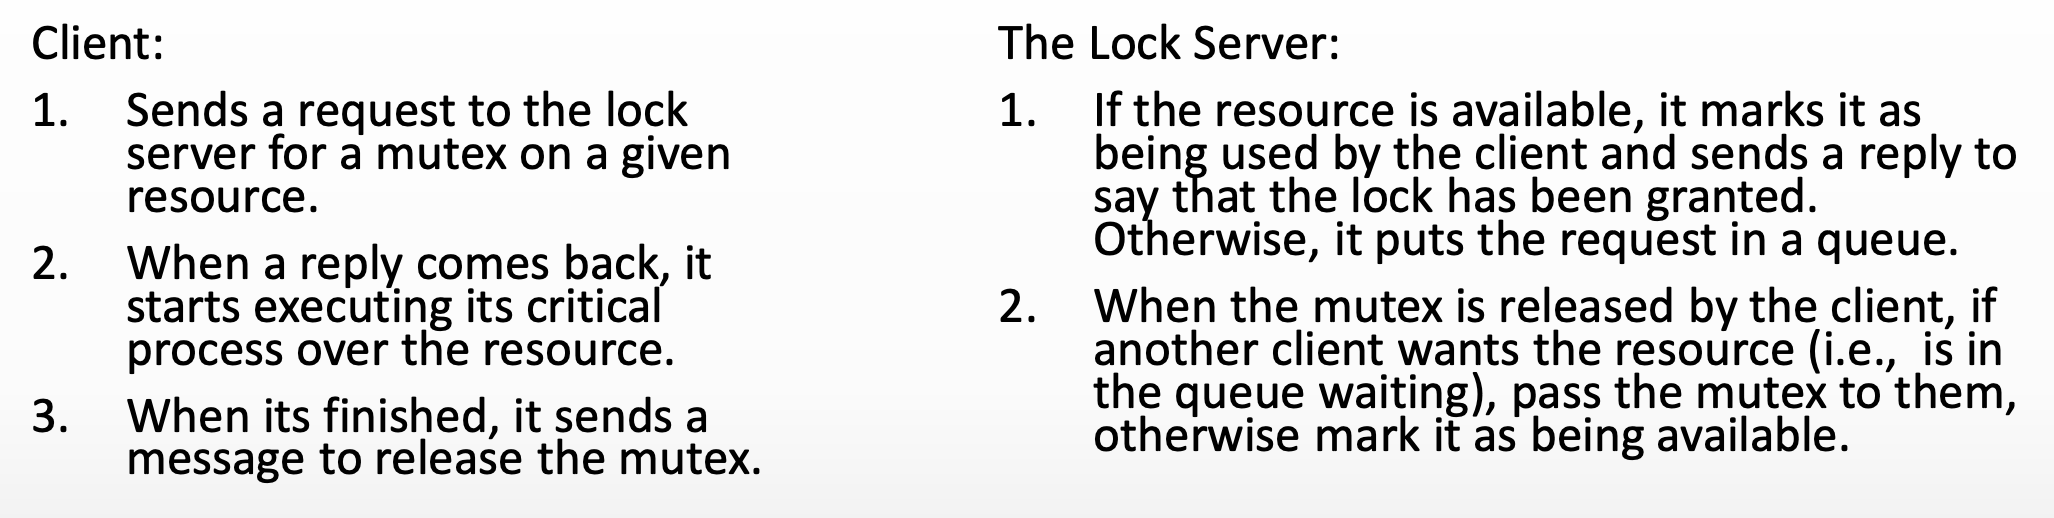 Client:
1. Sends a request to the lock
server for a mutex on a given
resource.
2. When a reply comes back, it
starts executing its critical
process over the resource.
3. When its finished, it sends a
message to release the mutex.
The Lock Server:
1. If the resource is available, it marks it as
being used by the client and sends a reply to
say that the lock has been granted.
Otherwise, it puts the request in a queue.
2. When the mutex is released by the client, if
another client wants the resource (i.e., is in
the queue waiting), pass the mutex to them,
otherwise mark it as being available.